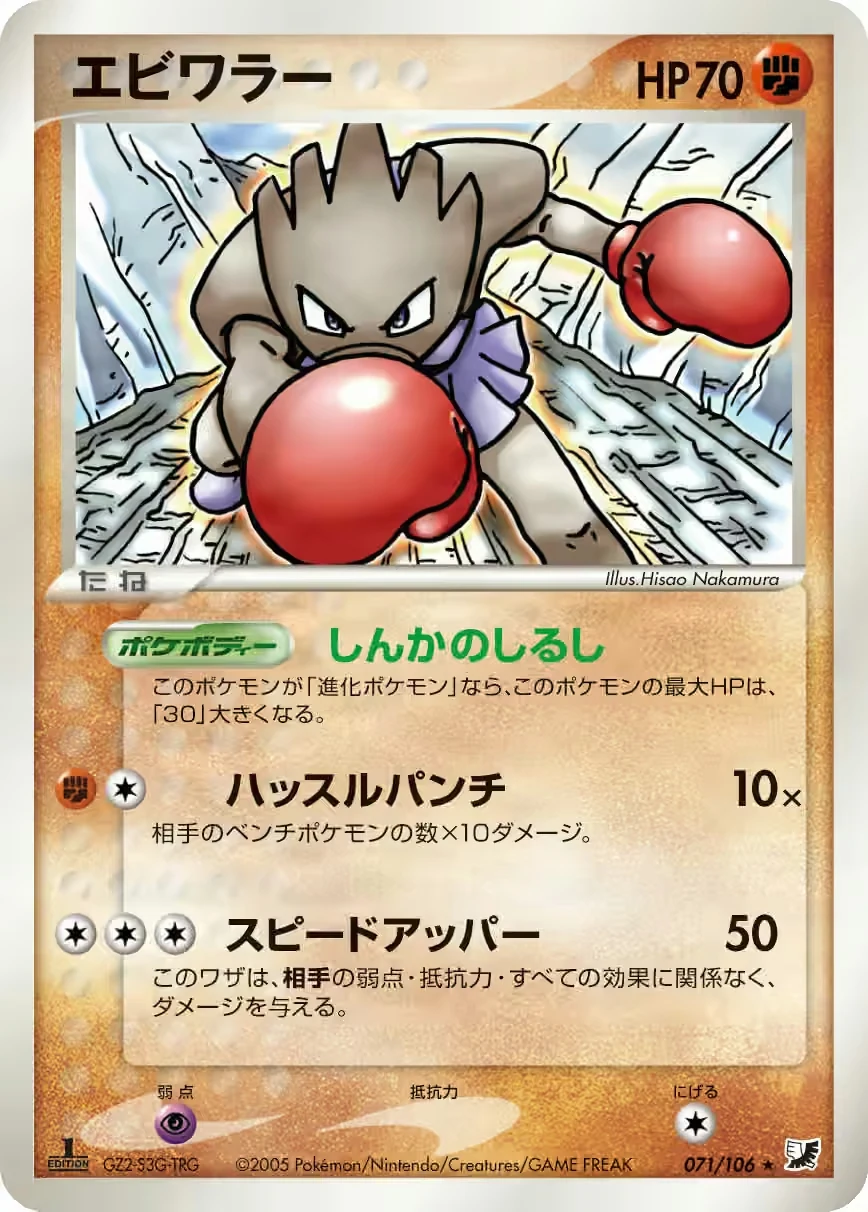 エビワラー HP70
たね Illus.Hisao Nakamura
ポケボディー しんかのしるし
このポケモンが「進化ポケモン」なら、このポケモンの最大HPは、
「30」大きくなる。
ハッスルパンチ 10×
相手のベンチポケモンの数×10ダメージ。
スピードアッパー 50
このワザは、相手の弱点・抵抗力・すべての効果に関係なく、
ダメージを与える。
弱点 抵抗力 にげる
1 EDITION GZ2-S3G-TRG ©2005 Pokémon/Nintendo/Creatures/GAME FREAK 071/106 ★